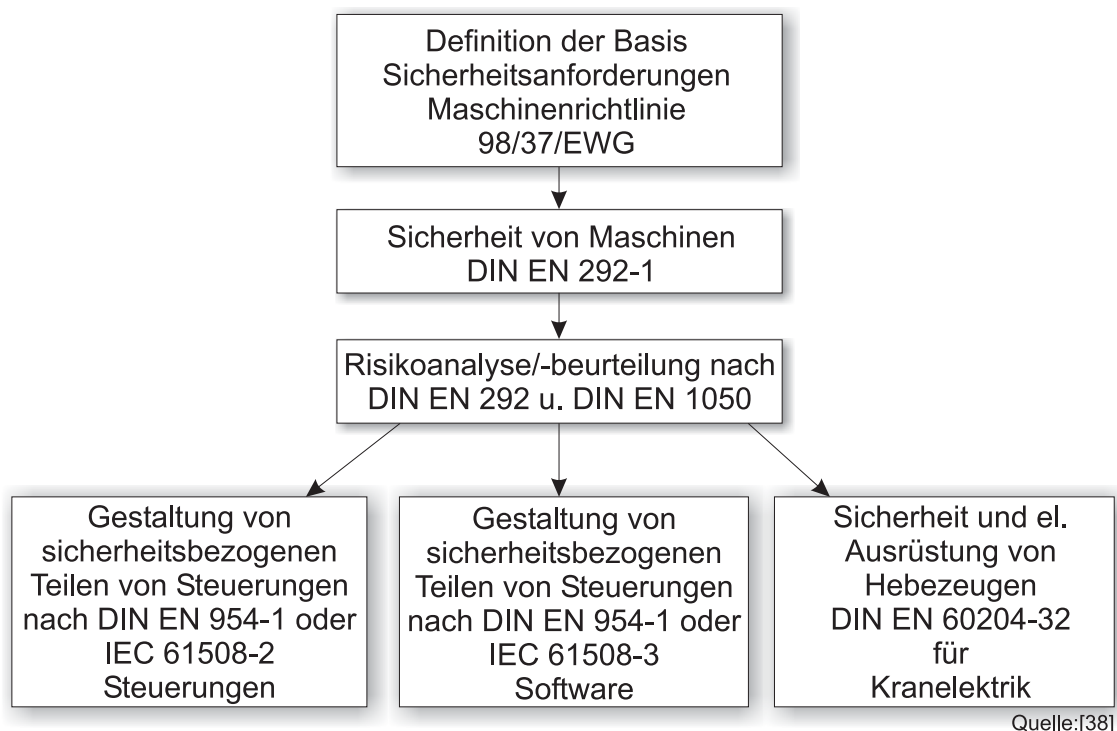 Definition der Basis
Sicherheitsanforderungen
Maschinenrichtlinie
98/37/EWG
Sicherheit von Maschinen
DIN EN 292-1
Risikoanalyse/-beurteilung nach
DIN EN 292 u. DIN EN 1050
Gestaltung von
sicherheitsbezogenen
Teilen von Steuerungen
nach DIN EN 954-1 oder
IEC 61508-2
Steuerungen
Gestaltung von
sicherheitsbezogenen
Teilen von Steuerungen
nach DIN EN 954-1 oder
IEC 61508-3
Software
Sicherheit und el.
Ausrüstung von
Hebezeugen
DIN EN 60204-32
für
Kranelektrik
Quelle:[38]